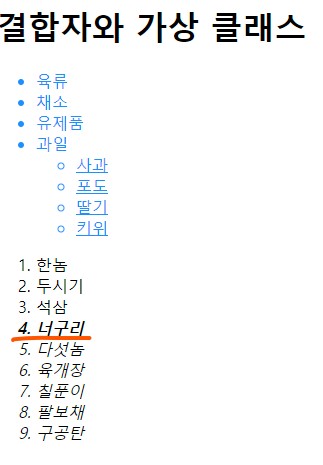 결합자와 가상 클래스
육류
채소
유제품
과일
사과
포도
딸기
키위
1. 한놈
2. 두시기
3. 석삼
4. 너구리
5. 다섯놈
6. 육개장
7. 칠푼이
8. 팔보채
9. 구공탄